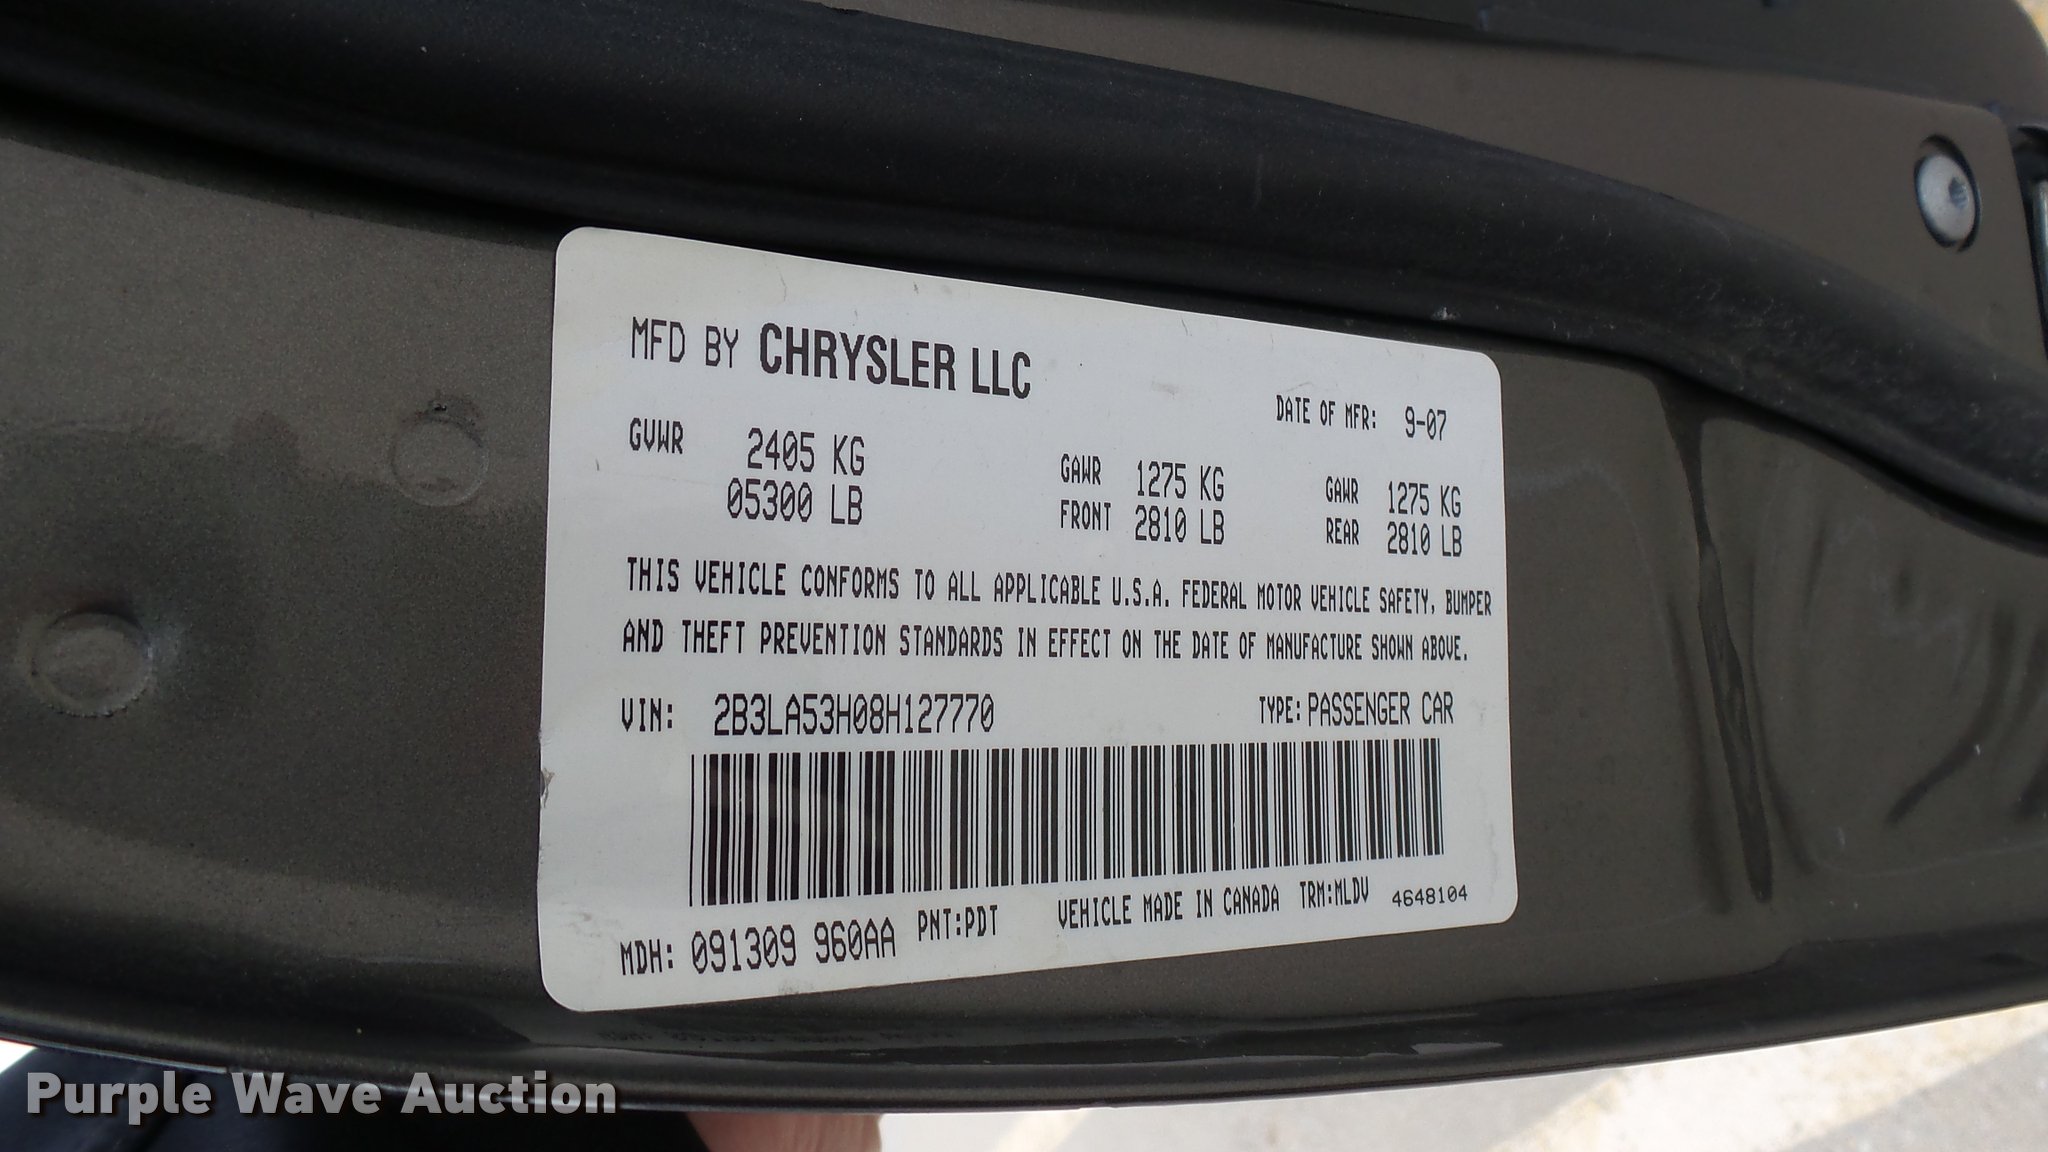 MFD BY CHRYSLER LLC
DATE OF MFR: 9-07
GVWR 2405 KG
05300 LB
GAWR 1275 KG
FRONT 2810 LB
GAWR 1275 KG
REAR 2810 LB
THIS VEHICLE CONFORMS TO ALL APPLICABLE U.S.A. FEDERAL MOTOR VEHICLE SAFETY, BUMPER
AND THEFT PREVENTION STANDARDS IN EFFECT ON THE DATE OF MANUFACTURE SHOWN ABOVE.
VIN: 2B3LA53H08H127770 TYPE: PASSENGER CAR
MDH: 091309 960AA PNT:PDT VEHICLE MADE IN CANADA TRM:MLDV 4648104
Purple Wave Auction